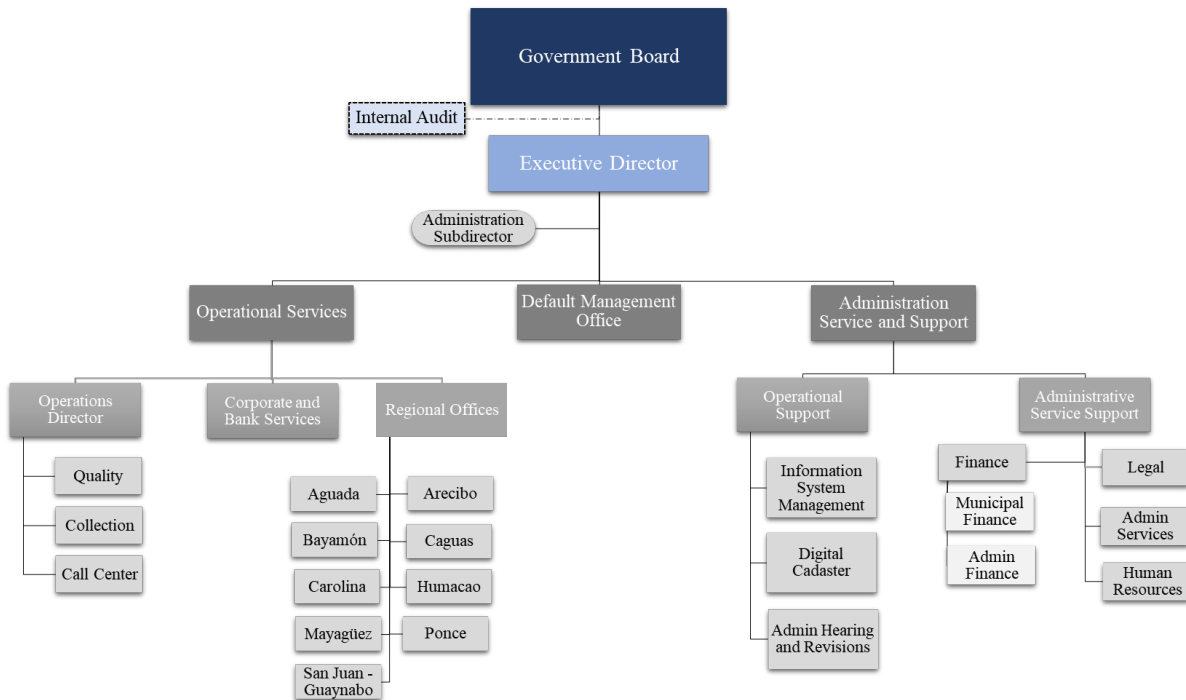 Government Board
Internal Audit
Executive Director
Administration
Subdirector
Operational Services
Default Management
Office
Administration
Service and Support
Operations
Director
Corporate and
Bank Services
Regional Offices
Operational
Support
Administrative
Service Support
Quality
Collection
Call Center
Aguada
Arecibo
Bayamón
Caguas
Carolina
Humacao
Mayagüez
Ponce
San Juan -
Guaynabo
Information
System
Management
Digital
Cadaster
Admin Hearing
and Revisions
Finance
Municipal
Finance
Admin
Finance
Legal
Admin
Services
Human
Resources